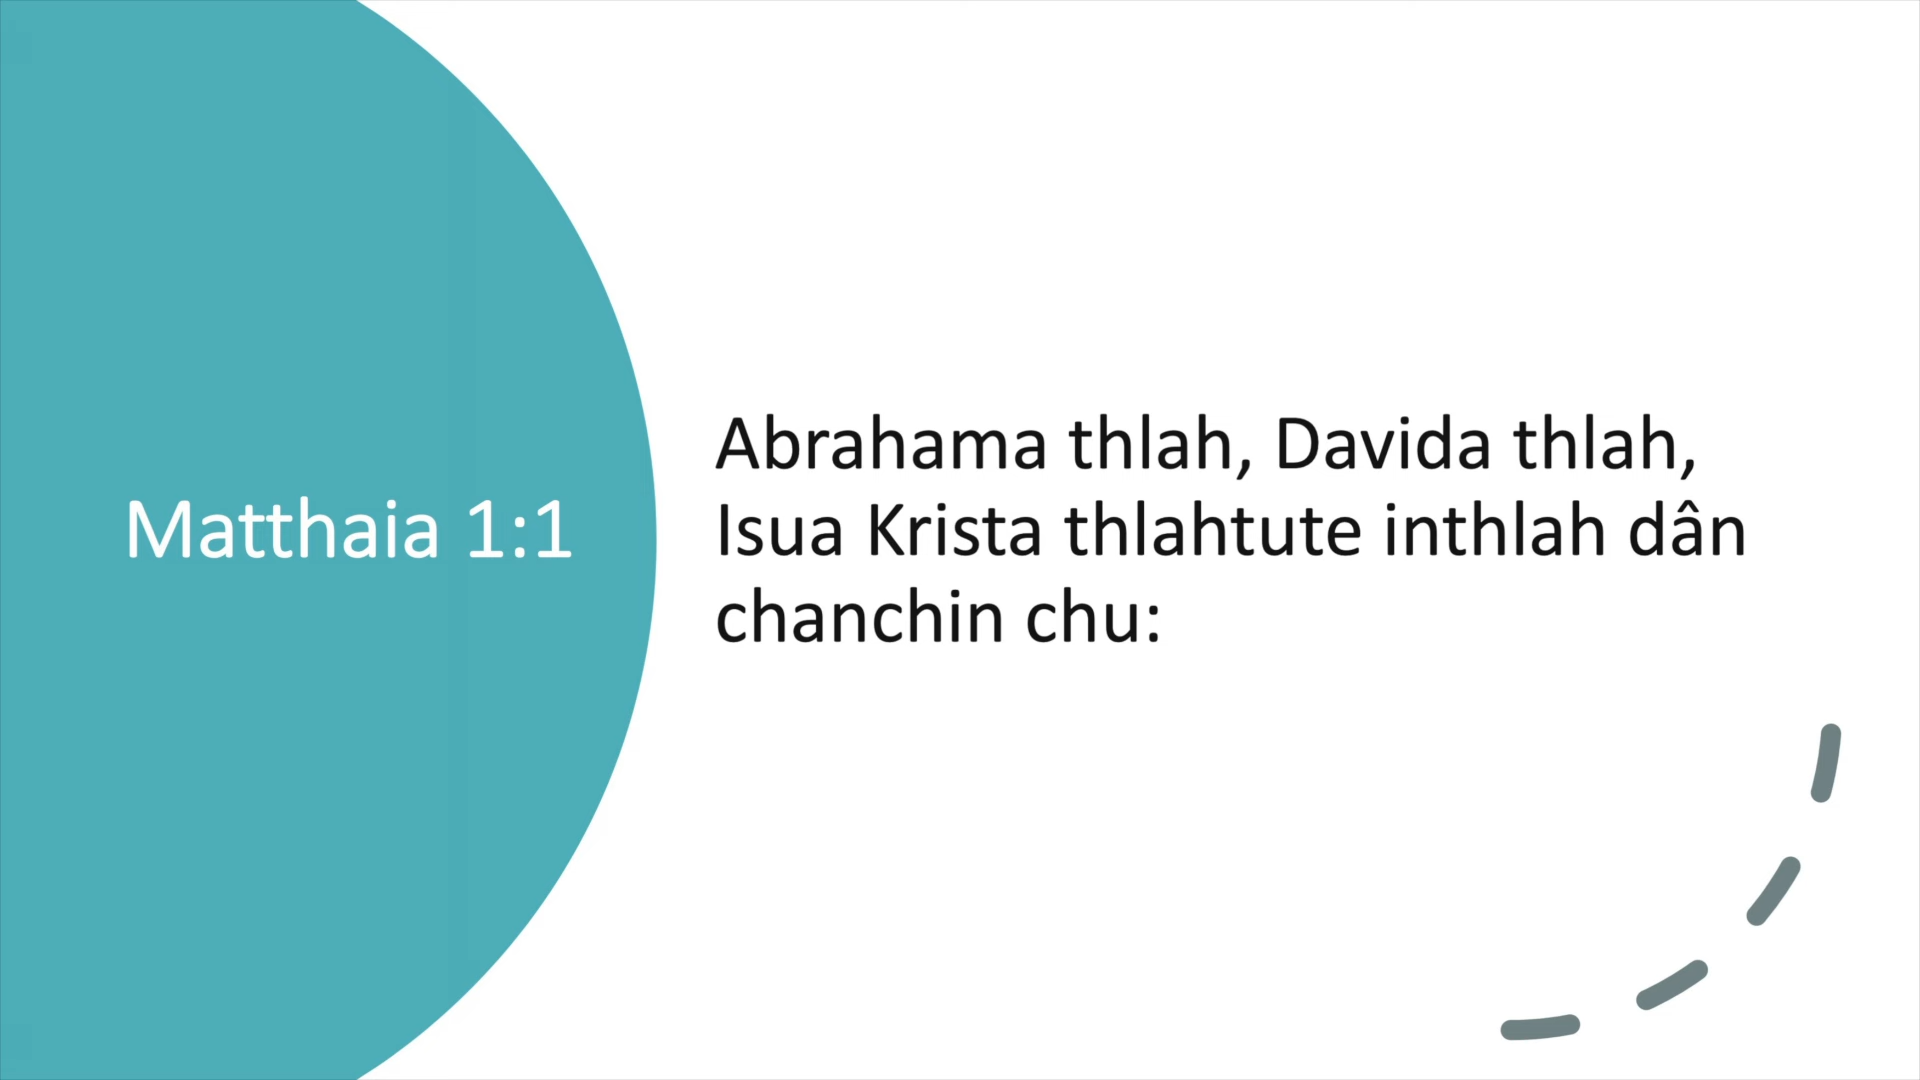 Matthaia 1:1
Abrahama thlah, Davida thlah,
Isua Krista thlahtute inthlah dân
chanchin chu: